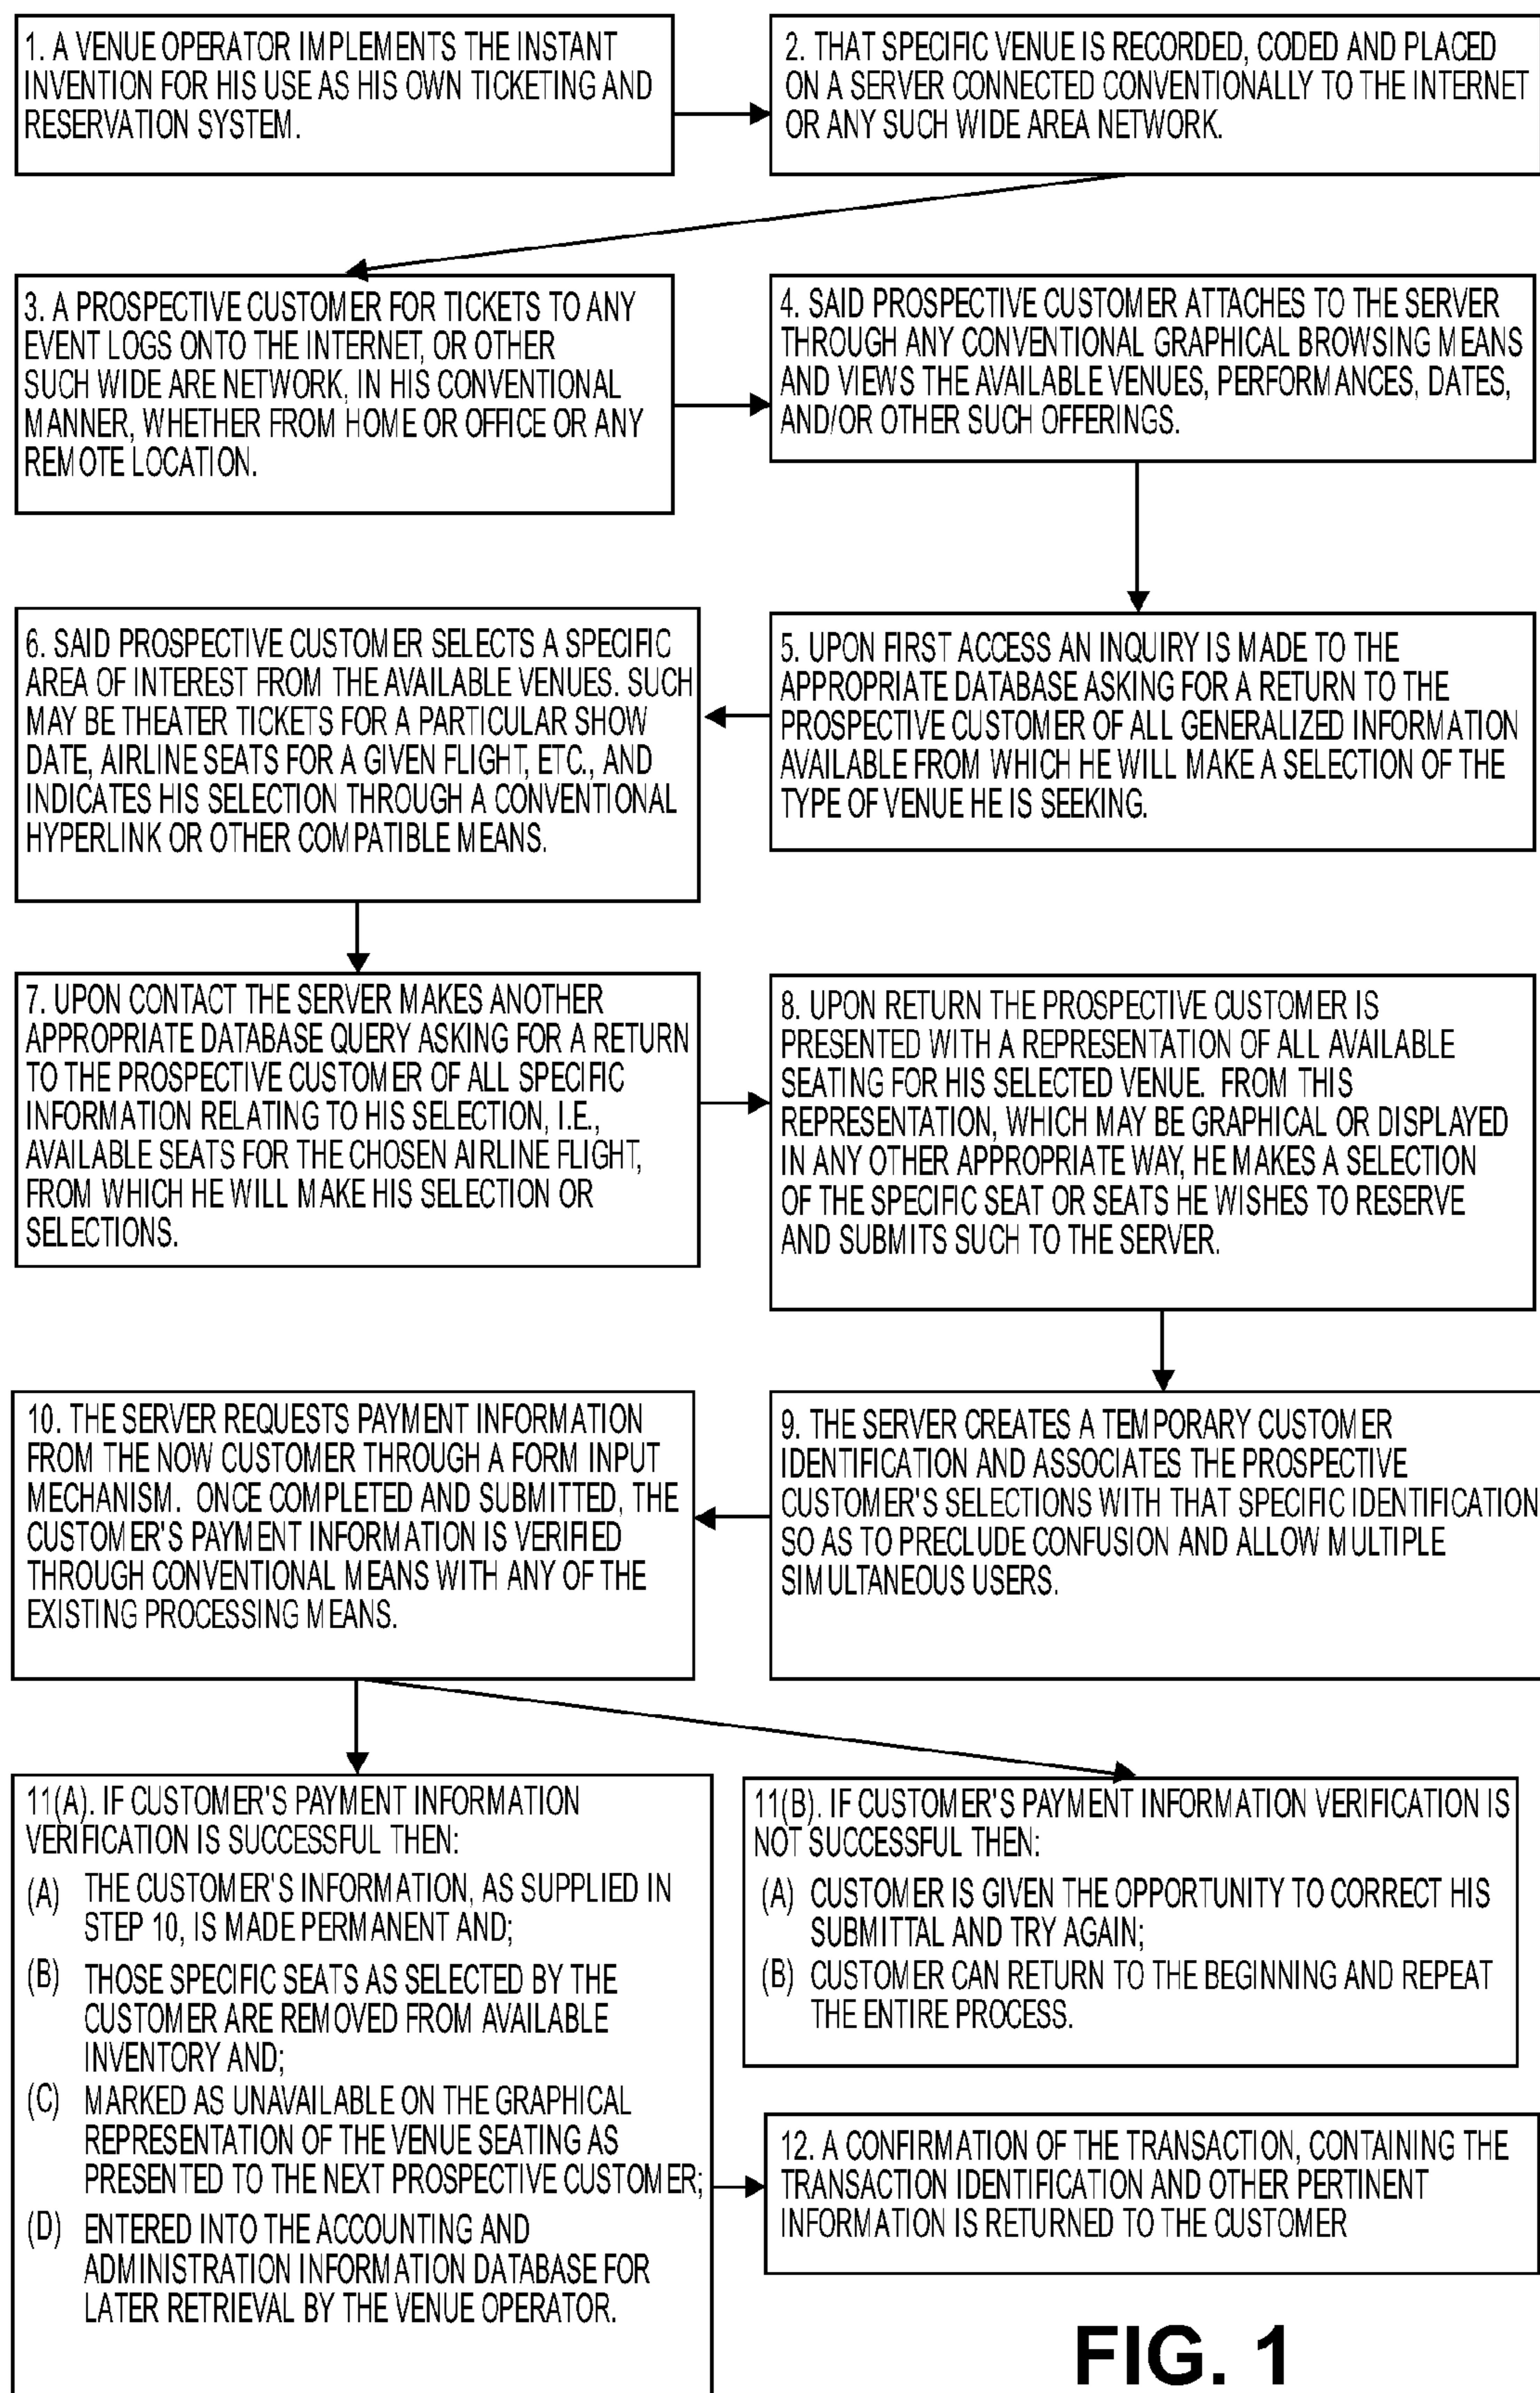 1. A VENUE OPERATOR IMPLEMENTS THE INSTANT
INVENTION FOR HIS USE AS HIS OWN TICKETING AND
RESERVATION SYSTEM.
2. THAT SPECIFIC VENUE IS RECORDED, CODED AND PLACED
ON A SERVER CONNECTED CONVENTIONALLY TO THE INTERNET
OR ANY SUCH WIDE AREA NETWORK.
3. A PROSPECTIVE CUSTOMER FOR TICKETS TO ANY
EVENT LOGS ONTO THE INTERNET, OR OTHER
SUCH WIDE ARE NETWORK, IN HIS CONVENTIONAL
MANNER, WHETHER FROM HOME OR OFFICE OR ANY
REMOTE LOCATION.
4. SAID PROSPECTIVE CUSTOMER ATTACHES TO THE SERVER
THROUGH ANY CONVENTIONAL GRAPHICAL BROWSING MEANS
AND VIEWS THE AVAILABLE VENUES, PERFORMANCES, DATES,
AND/OR OTHER SUCH OFFERINGS.
5. UPON FIRST ACCESS AN INQUIRY IS MADE TO THE
APPROPRIATE DATABASE ASKING FOR A RETURN TO THE
PROSPECTIVE CUSTOMER OF ALL GENERALIZED INFORMATION
AVAILABLE FROM WHICH HE WILL MAKE A SELECTION OF THE
TYPE OF VENUE HE IS SEEKING.
6. SAID PROSPECTIVE CUSTOMER SELECTS A SPECIFIC
AREA OF INTEREST FROM THE AVAILABLE VENUES. SUCH
MAY BE THEATER TICKETS FOR A PARTICULAR SHOW
DATE, AIRLINE SEATS FOR A GIVEN FLIGHT, ETC., AND
INDICATES HIS SELECTION THROUGH A CONVENTIONAL
HYPERLINK OR OTHER COMPATIBLE MEANS.
7. UPON CONTACT THE SERVER MAKES ANOTHER
APPROPRIATE DATABASE QUERY ASKING FOR A RETURN
TO THE PROSPECTIVE CUSTOMER OF ALL SPECIFIC
INFORMATION RELATING TO HIS SELECTION, I.E.,
AVAILABLE SEATS FOR THE CHOSEN AIRLINE FLIGHT,
FROM WHICH HE WILL MAKE HIS SELECTION OR
SELECTIONS.
8. UPON RETURN THE PROSPECTIVE CUSTOMER IS
PRESENTED WITH A REPRESENTATION OF ALL AVAILABLE
SEATING FOR HIS SELECTED VENUE. FROM THIS
REPRESENTATION, WHICH MAY BE GRAPHICAL OR DISPLAYED
IN ANY OTHER APPROPRIATE WAY, HE MAKES A SELECTION
OF THE SPECIFIC SEAT OR SEATS HE WISHES TO RESERVE
AND SUBMITS SUCH TO THE SERVER.
9. THE SERVER CREATES A TEMPORARY CUSTOMER
IDENTIFICATION AND ASSOCIATES THE PROSPECTIVE
CUSTOMER'S SELECTIONS WITH THAT SPECIFIC IDENTIFICATION
SO AS TO PRECLUDE CONFUSION AND ALLOW MULTIPLE
SIMULTANEOUS USERS.
10. THE SERVER REQUESTS PAYMENT INFORMATION
FROM THE NOW CUSTOMER THROUGH A FORM INPUT
MECHANISM. ONCE COMPLETED AND SUBMITTED, THE
CUSTOMER'S PAYMENT INFORMATION IS VERIFIED
THROUGH CONVENTIONAL MEANS WITH ANY OF THE
EXISTING PROCESSING MEANS.
11(A). IF CUSTOMER'S PAYMENT INFORMATION
VERIFICATION IS SUCCESSFUL THEN:
(A) THE CUSTOMER'S INFORMATION, AS SUPPLIED IN
STEP 10, IS MADE PERMANENT AND;
(B) THOSE SPECIFIC SEATS AS SELECTED BY THE
CUSTOMER ARE REMOVED FROM AVAILABLE
INVENTORY AND;
(C) MARKED AS UNAVAILABLE ON THE GRAPHICAL
REPRESENTATION OF THE VENUE SEATING AS
PRESENTED TO THE NEXT PROSPECTIVE CUSTOMER;
(D) ENTERED INTO THE ACCOUNTING AND
ADMINISTRATION INFORMATION DATABASE FOR
LATER RETRIEVAL BY THE VENUE OPERATOR.
11(B). IF CUSTOMER'S PAYMENT INFORMATION VERIFICATION IS
NOT SUCCESSFUL THEN:
(A) CUSTOMER IS GIVEN THE OPPORTUNITY TO CORRECT HIS
SUBMITTAL AND TRY AGAIN;
(B) CUSTOMER CAN RETURN TO THE BEGINNING AND REPEAT
THE ENTIRE PROCESS.
12. A CONFIRMATION OF THE TRANSACTION, CONTAINING THE
TRANSACTION IDENTIFICATION AND OTHER PERTINENT
INFORMATION IS RETURNED TO THE CUSTOMER
FIG. 1